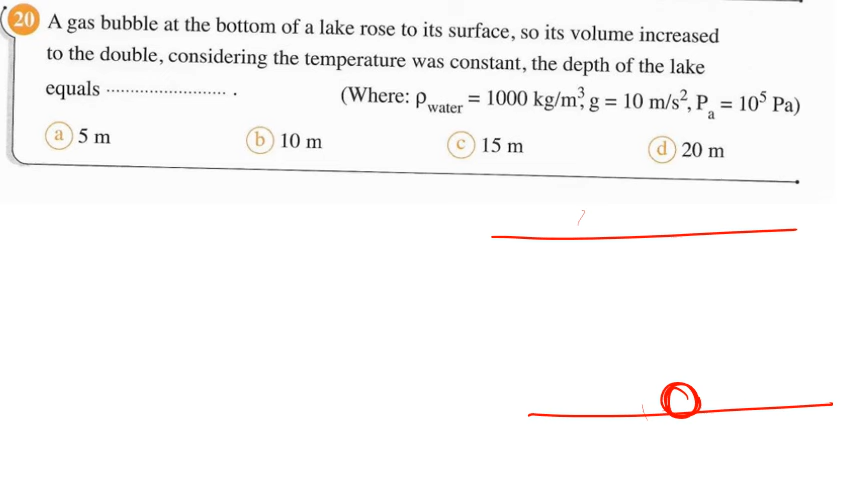 20 A gas bubble at the bottom of a lake rose to its surface, so its volume increased
to the double, considering the temperature was constant, the depth of the lake
equals ............................ . (Where: ρwater = 1000 kg/m³, g = 10 m/s², Pa = 10⁵ Pa)
a 5 m b 10 m c 15 m d 20 m